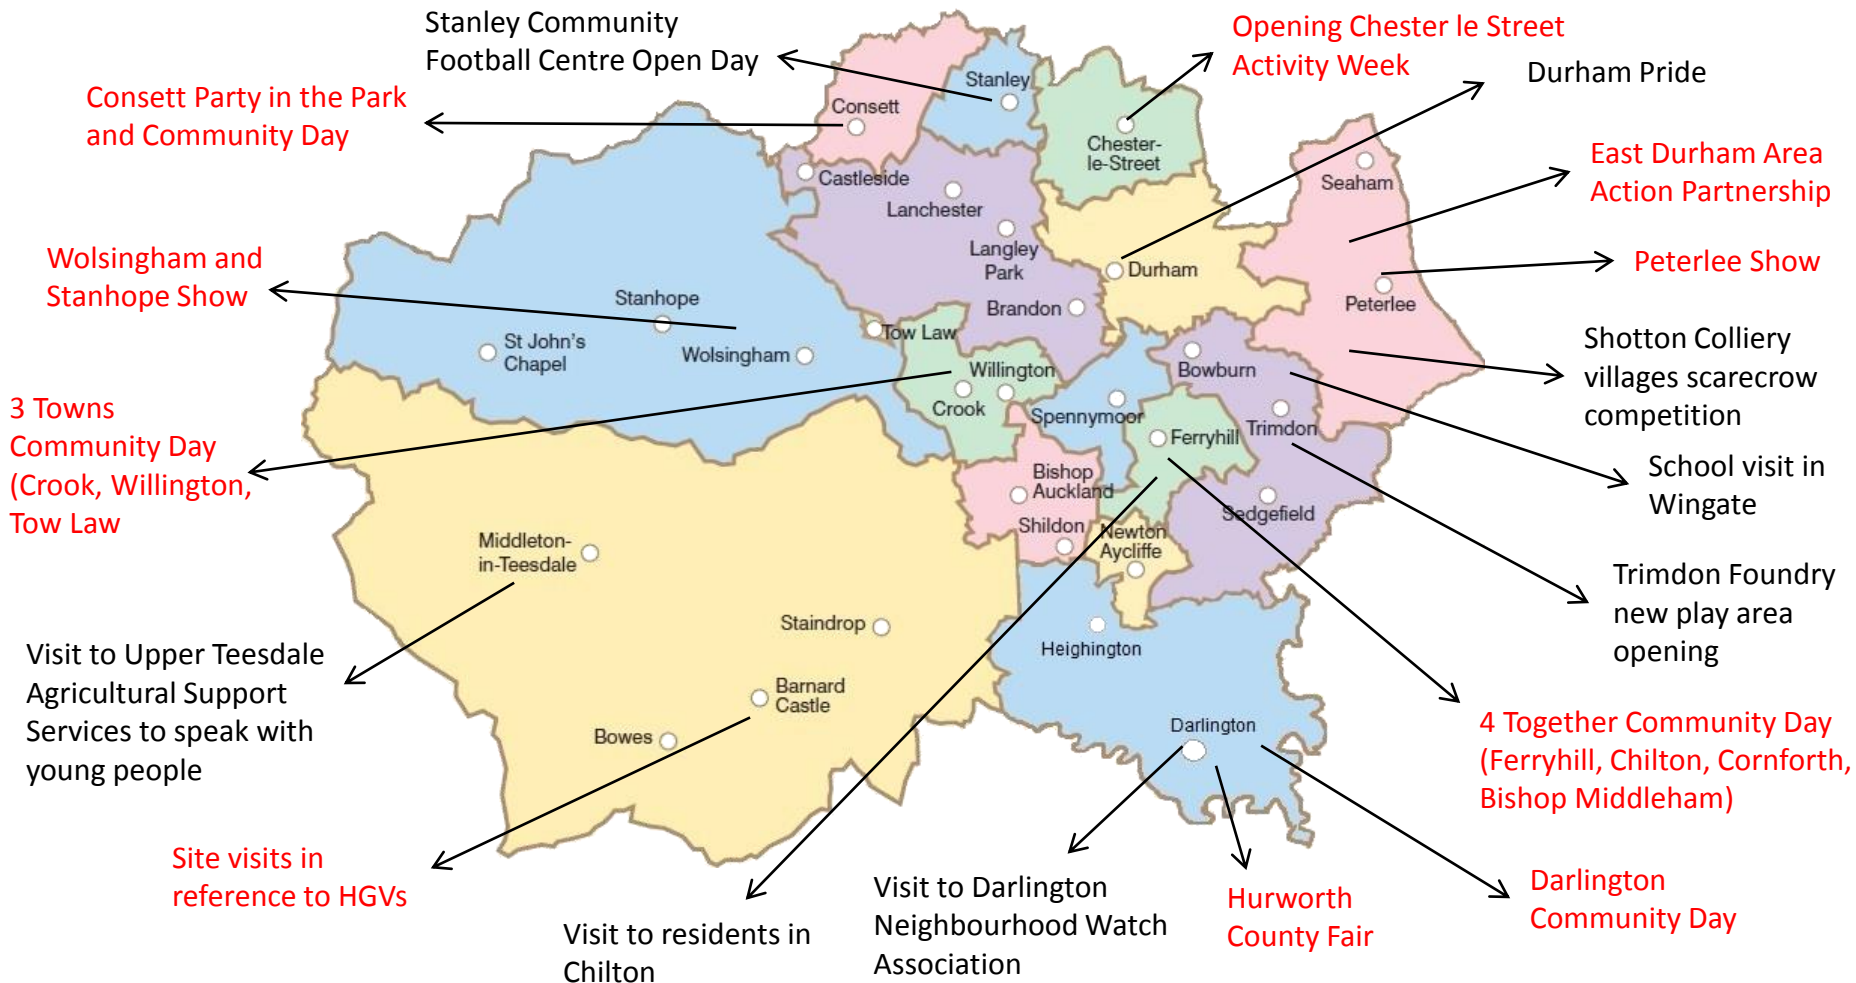 Stanley Community
Football Centre Open Day
Opening Chester le Street
Activity Week
Durham Pride
Consett Party in the Park
and Community Day
East Durham Area
Action Partnership
Wolsingham and
Stanhope Show
Peterlee Show
Shotton Colliery
villages scarecrow
competition
3 Towns
Community Day
(Crook, Willington,
Tow Law
School visit in
Wingate
Trimdon Foundry
new play area
opening
Visit to Upper Teesdale
Agricultural Support
Services to speak with
young people
4 Together Community Day
(Ferryhill, Chilton, Cornforth,
Bishop Middleham)
Site visits in
reference to HGVs
Visit to residents in
Chilton
Visit to Darlington
Neighbourhood Watch
Association
Hurworth
County Fair
Darlington
Community Day
Stanley
Consett
Chester-
le-Street
Castleside
Lanchester
Langley
Park
Seaham
Durham
Brandon
Peterlee
Stanhope
St John's
Chapel
Wolsingham
Tow Law
Willington
Crook
Bowburn
Spennymoor
Trimdon
Ferryhill
Bishop
Auckland
Shildon
Sedgefield
Newton
Aycliffe
Middleton-
in-Teesdale
Staindrop
Heighington
Barnard
Castle
Bowes
Darlington